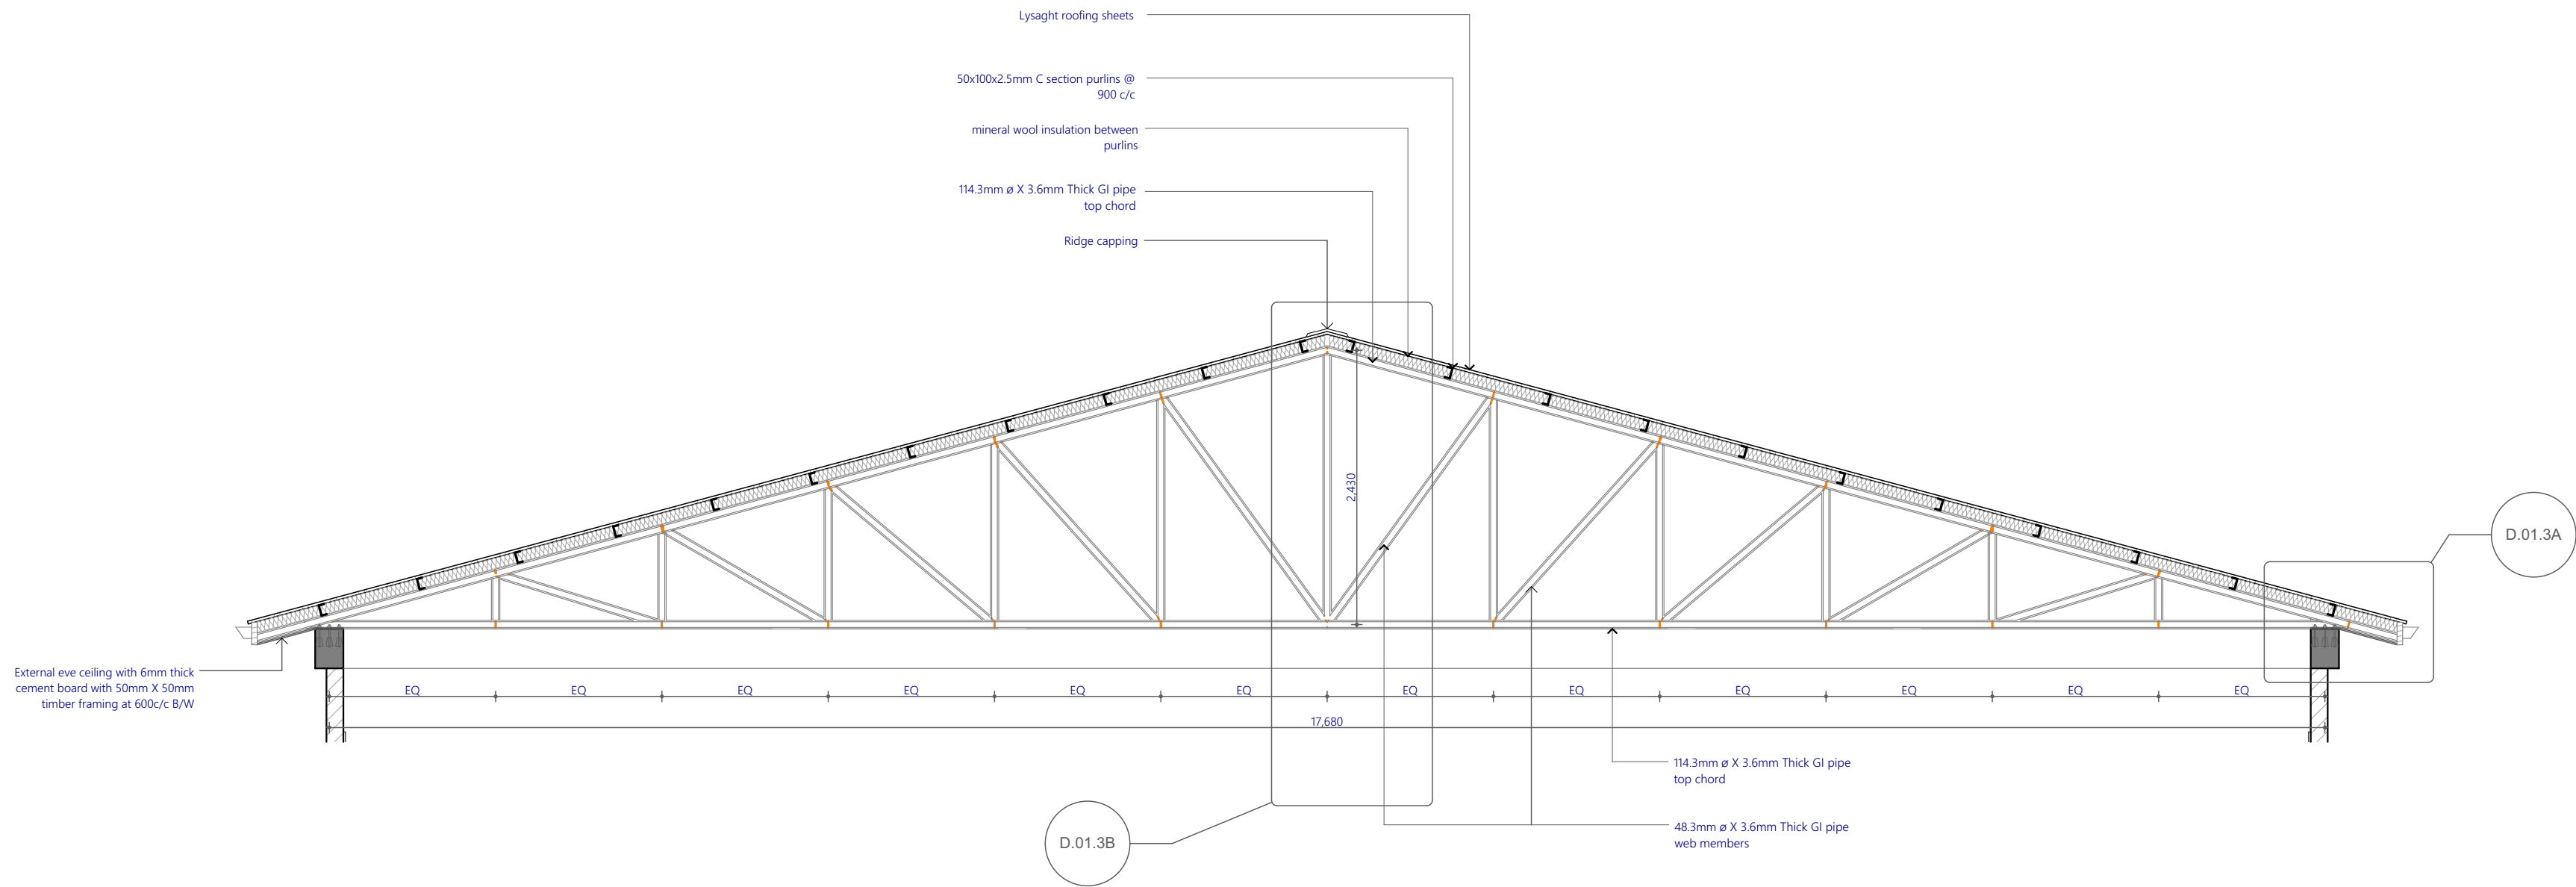 Lysaght roofing sheets
50x100x2.5mm C section purlins @
900 c/c
mineral wool insulation between
purlins
114.3mm ø X 3.6mm Thick GI pipe
top chord
Ridge capping
2,430
D.01.3A
External eve ceiling with 6mm thick
cement board with 50mm X 50mm
timber framing at 600c/c B/W
EQ
EQ
EQ
EQ
EQ
EQ
EQ
EQ
EQ
EQ
EQ
EQ
17,680
114.3mm ø X 3.6mm Thick GI pipe
top chord
48.3mm ø X 3.6mm Thick GI pipe
web members
D.01.3B